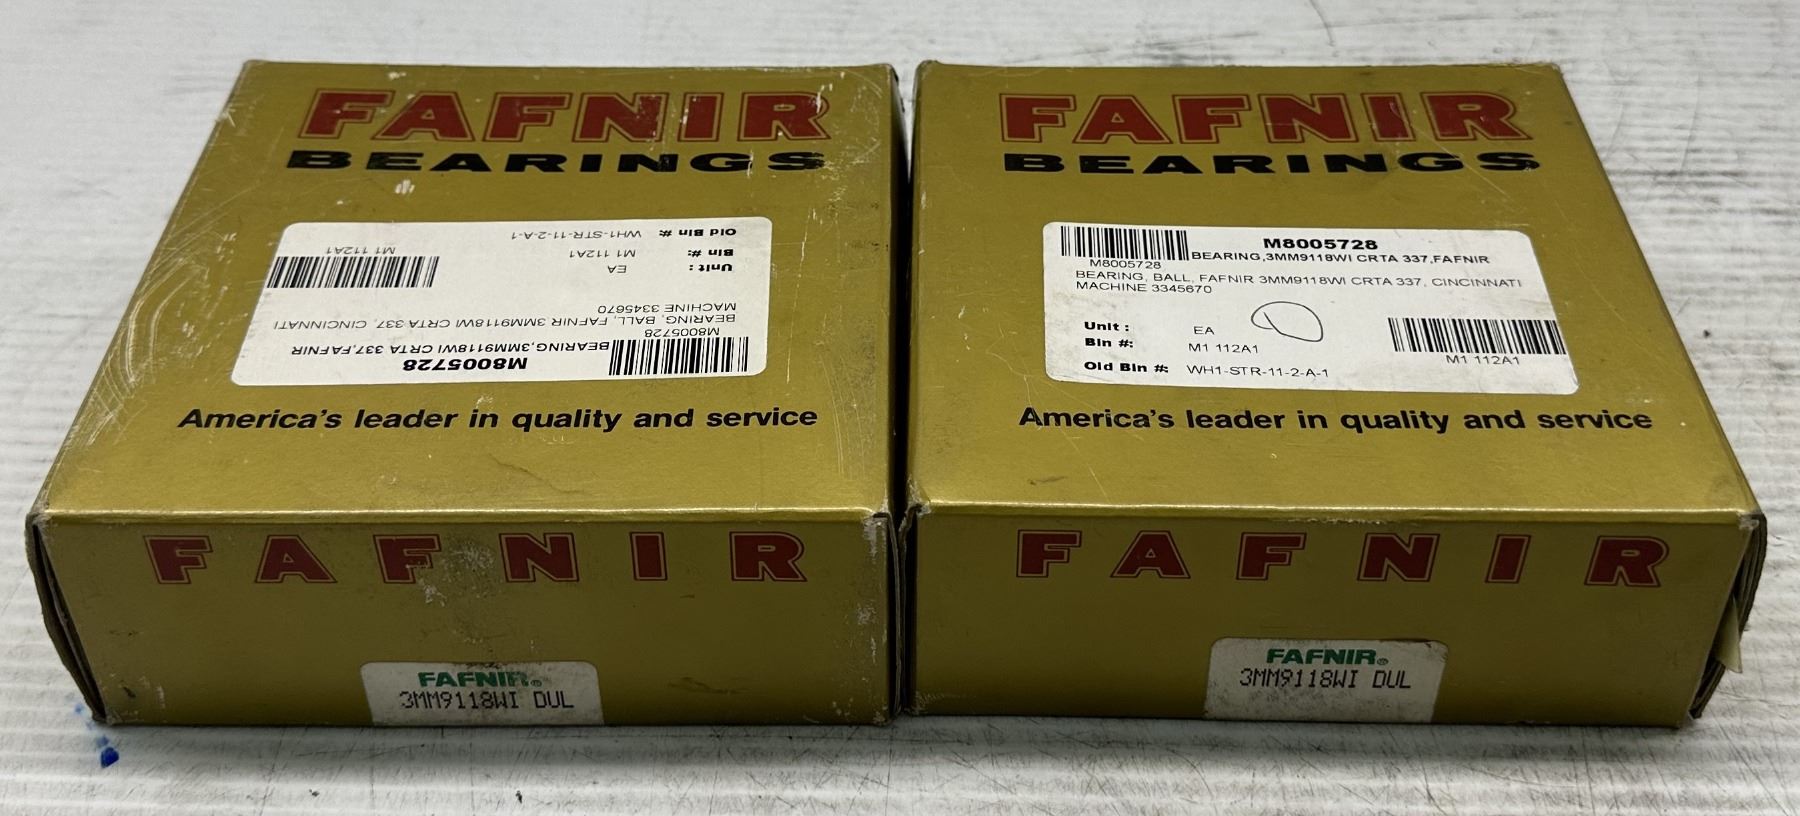 FAFNIR
BEARINGS
M8005728
BEARING,3MM9118WI CRTA 337,FAFNIR
M8005728
BEARING, BALL, FAFNIR 3MM9118WI CRTA 337, CINCINNATI
MACHINE 3345670
Unit : EA
Bin #: M1 112A1
M1 112A1
Old Bin #: WH1-STR-11-2-A-1
America's leader in quality and service
FAFNIR
FAFNIR®
3MM9118WI DUL
FAFNIR
BEARINGS
M8005728
BEARING,3MM9118WI CRTA 337,FAFNIR
M8005728
BEARING, BALL, FAFNIR 3MM9118WI CRTA 337, CINCINNATI
MACHINE 3345670
Unit : EA
Bin #: M1 112A1
M1 112A1
Old Bin #: WH1-STR-11-2-A-1
America's leader in quality and service
FAFNIR
FAFNIR®
3MM9118WI DUL